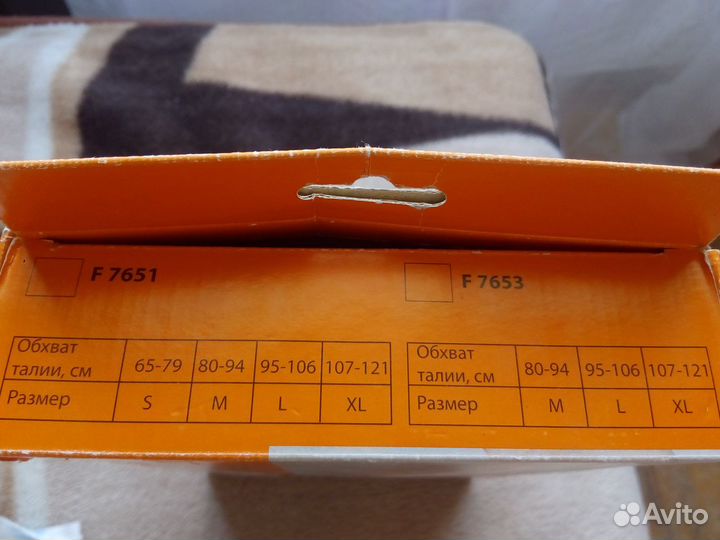 F 7651
Обхват
талии, см 65-79 80-94 95-106 107-121
Размер S M L XL
F 7653
Обхват
талии, см 80-94 95-106 107-121
Размер M L XL
Avito